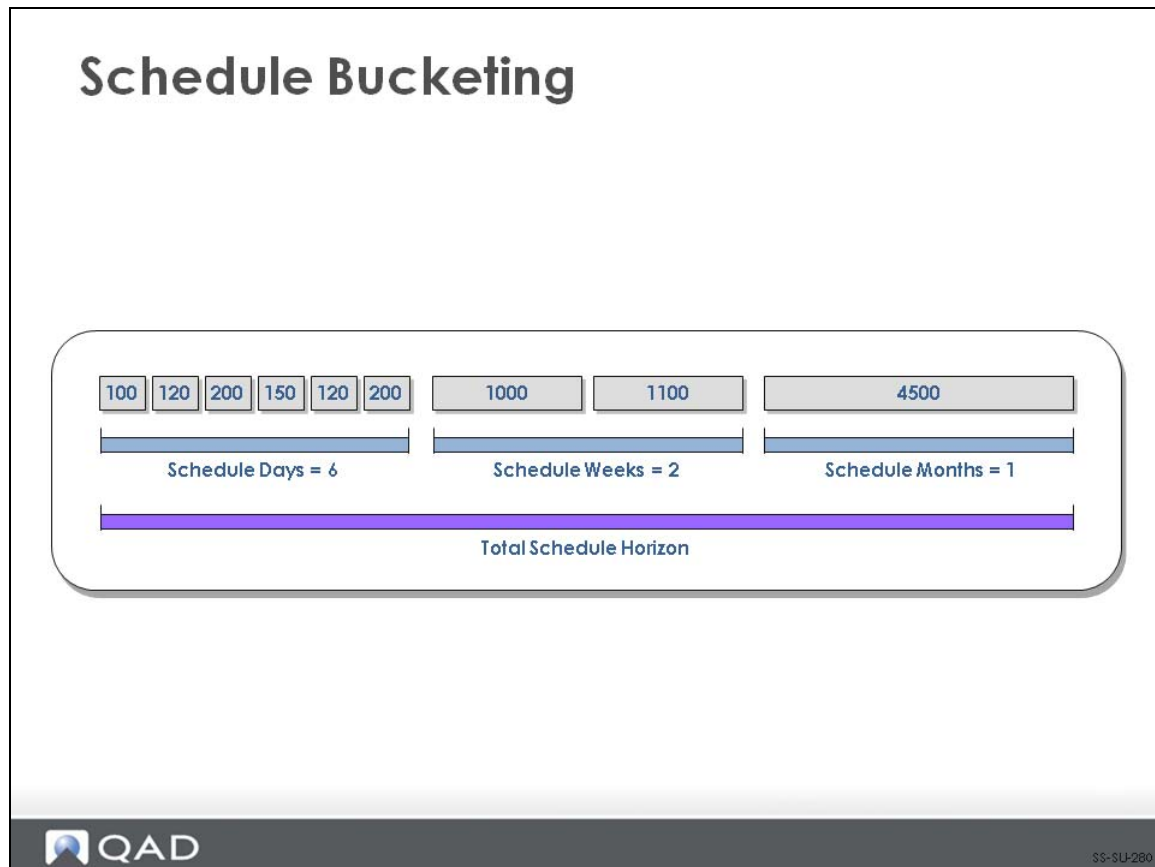 Schedule Bucketing
100 120 200 150 120 200 1000 1100 4500
Schedule Days = 6 Schedule Weeks = 2 Schedule Months = 1
Total Schedule Horizon
QAD
SS-SU-280